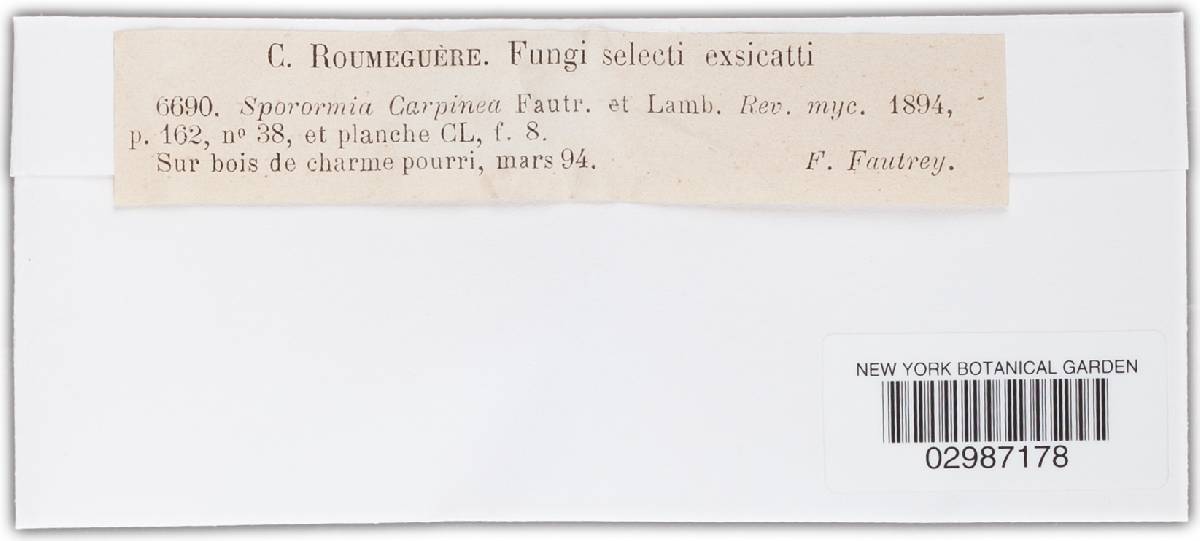 C. ROUMEGUÈRE. Fungi selecti exsicatti
6690. Sporormia Carpinea Fautr. et Lamb. Rev. myc. 1894,
p. 162, nº 38, et planche CL, f. 8.
Sur bois de charme pourri, mars 94. F. Fautrey.
NEW YORK BOTANICAL GARDEN
02987178